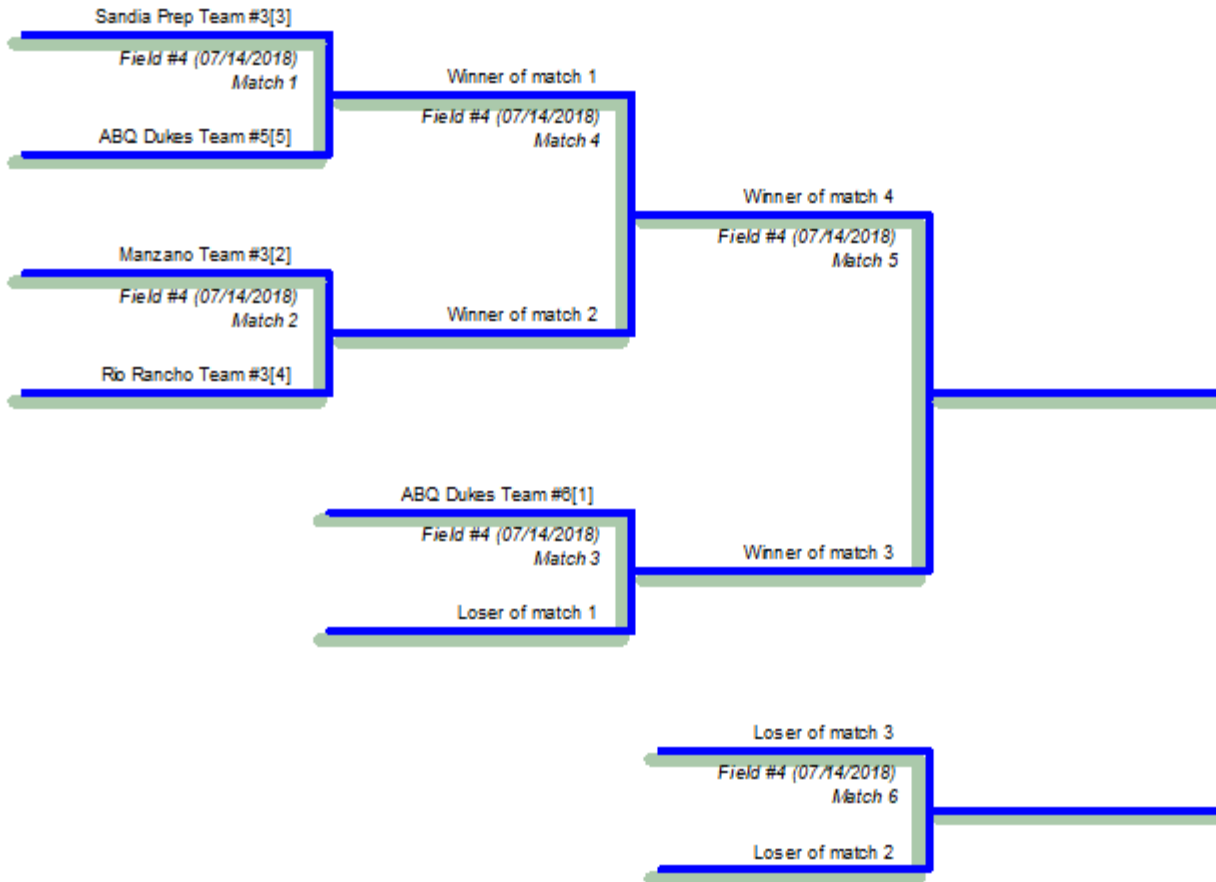 Sandia Prep Team #3[3]
Field #4 (07/14/2018)
Match 1
ABQ Dukes Team #5[5]
Winner of match 1
Field #4 (07/14/2018)
Match 4
Winner of match 4
Field #4 (07/14/2018)
Match 5
Manzano Team #3[2]
Field #4 (07/14/2018)
Match 2
Rio Rancho Team #3[4]
Winner of match 2
ABQ Dukes Team #6[1]
Field #4 (07/14/2018)
Match 3
Loser of match 1
Winner of match 3
Loser of match 3
Field #4 (07/14/2018)
Match 6
Loser of match 2